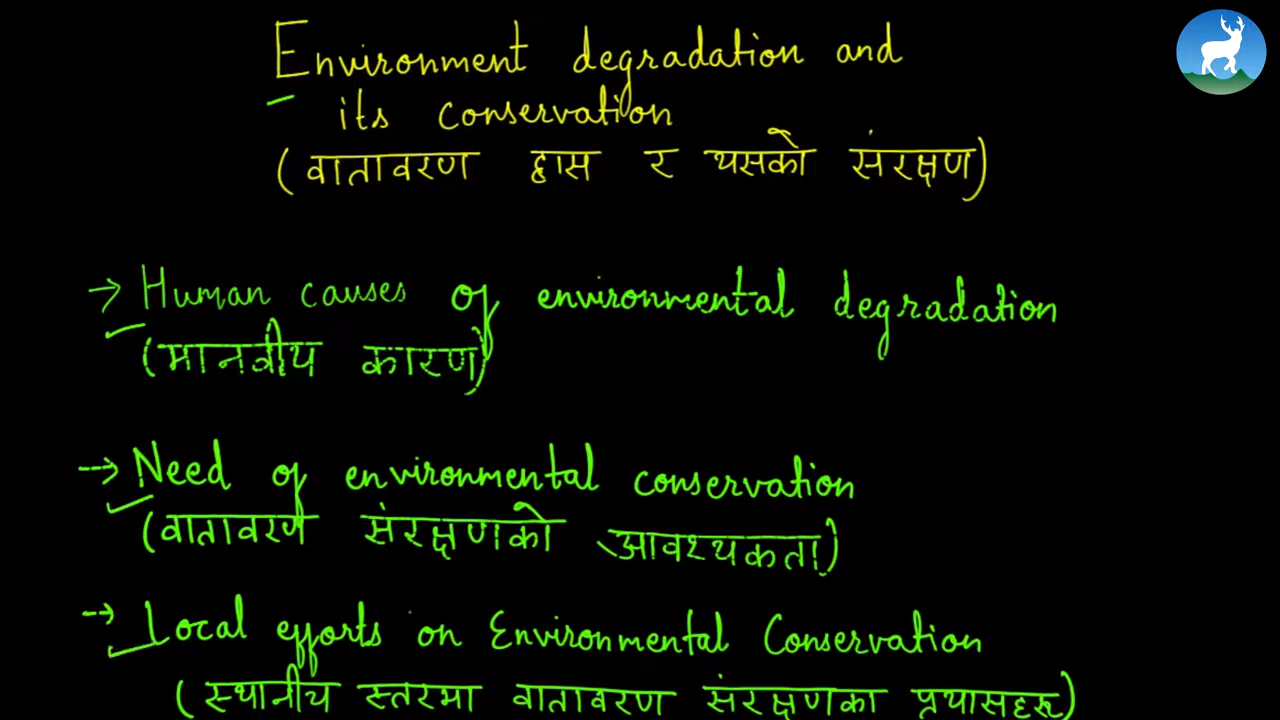 Environment degradation and
its conservation
(वातावरण ह्रास र यसको संरक्षण)
→ Human causes of environmental degradation
(मानवीय कारण)
→ Need of environmental conservation
(वातावरण संरक्षणको आवश्यकता)
→ Local efforts on Environmental Conservation
(स्थानीय स्तरमा वातावरण संरक्षणका प्रयासहरू)